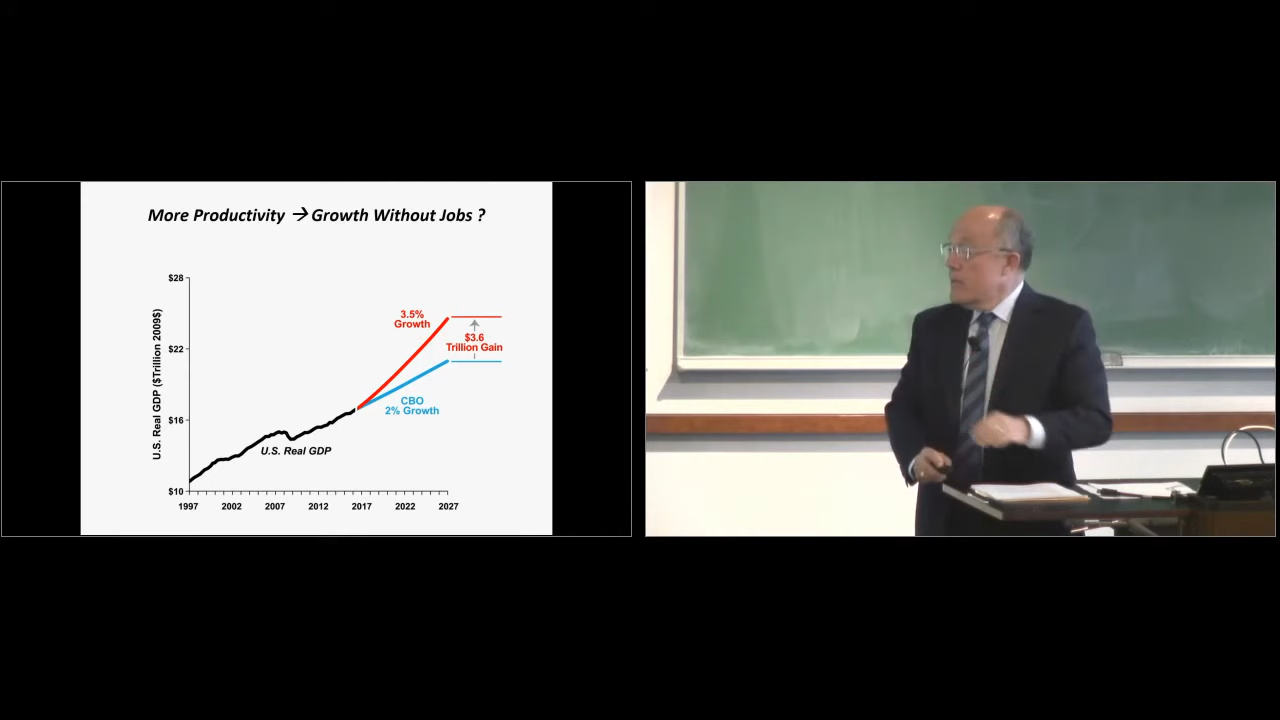 More Productivity → Growth Without Jobs ?
$28
$22
$16
$10
U.S. Real GDP ($Trillion 2009$)
3.5%
Growth
$3.6
Trillion Gain
CBO
2% Growth
U.S. Real GDP
1997 2002 2007 2012 2017 2022 2027